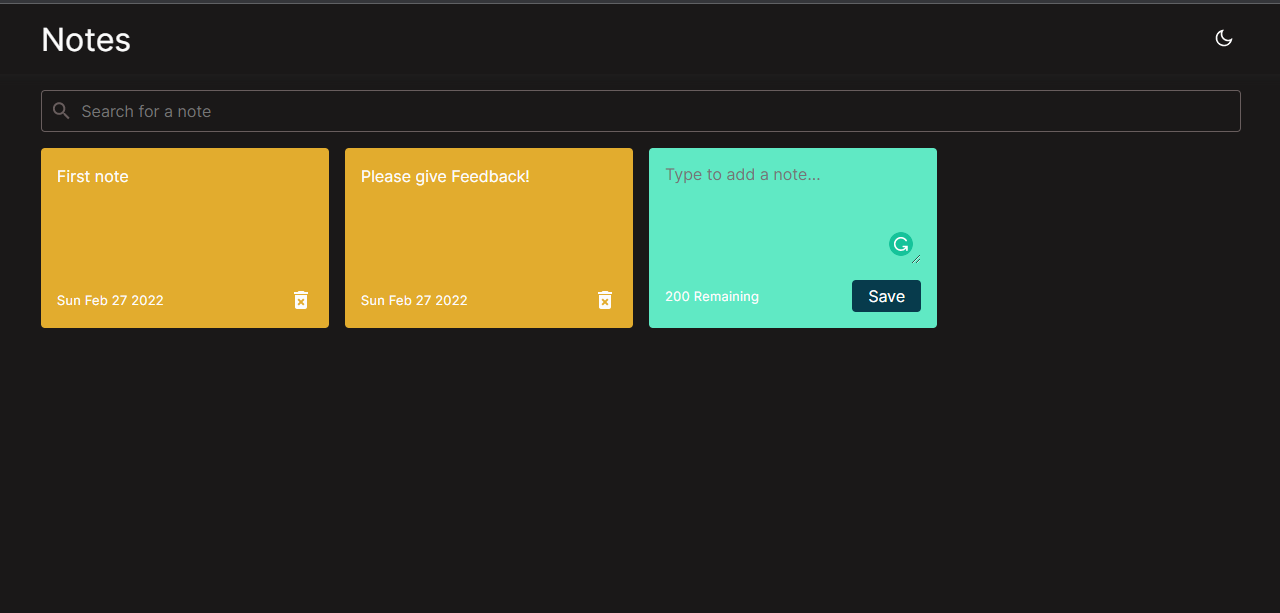 Notes
Search for a note
First note
Sun Feb 27 2022
Please give Feedback!
Sun Feb 27 2022
Type to add a note...
200 Remaining
Save